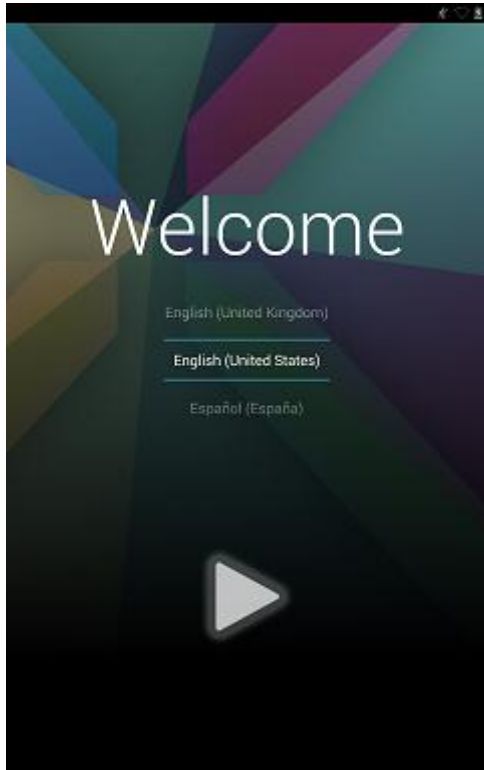 Welcome
English (United Kingdom)
English (United States)
Español (España)